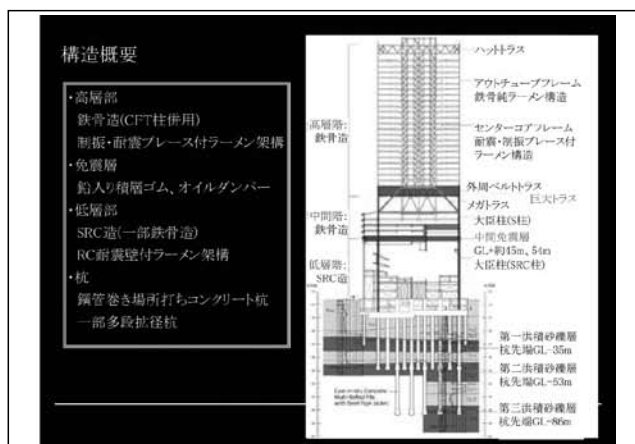 構造概要
・高層部
鉄骨造(CFT柱併用)
制振・耐震ブレース付ラーメン架構
・免震層
鉛入り積層ゴム、オイルダンパー
・低層部
SRC造(一部鉄骨造)
RC耐震壁付ラーメン架構
・杭
鋼管巻き場所打ちコンクリート杭
一部多段拡径杭
ハットトラス
アウトチューブフレーム
鉄骨純ラーメン構造
高層階:
鉄骨造
センターコアフレーム
耐震・制振ブレース付
ラーメン構造
外周ベルトトラス
巨大トラス
メガトラス
中間階:
鉄骨造
大臣柱(S柱)
中間免震層
GL+約45m、54m
低層階:
SRC造
大臣柱(SRC柱)
第一洪積砂礫層
杭先端GL-35m
第二洪積砂礫層
杭先端GL-53m
第三洪積砂礫層
杭先端GL-86m
Cast-in-situ Concrete
with Steel Pipe Jacket